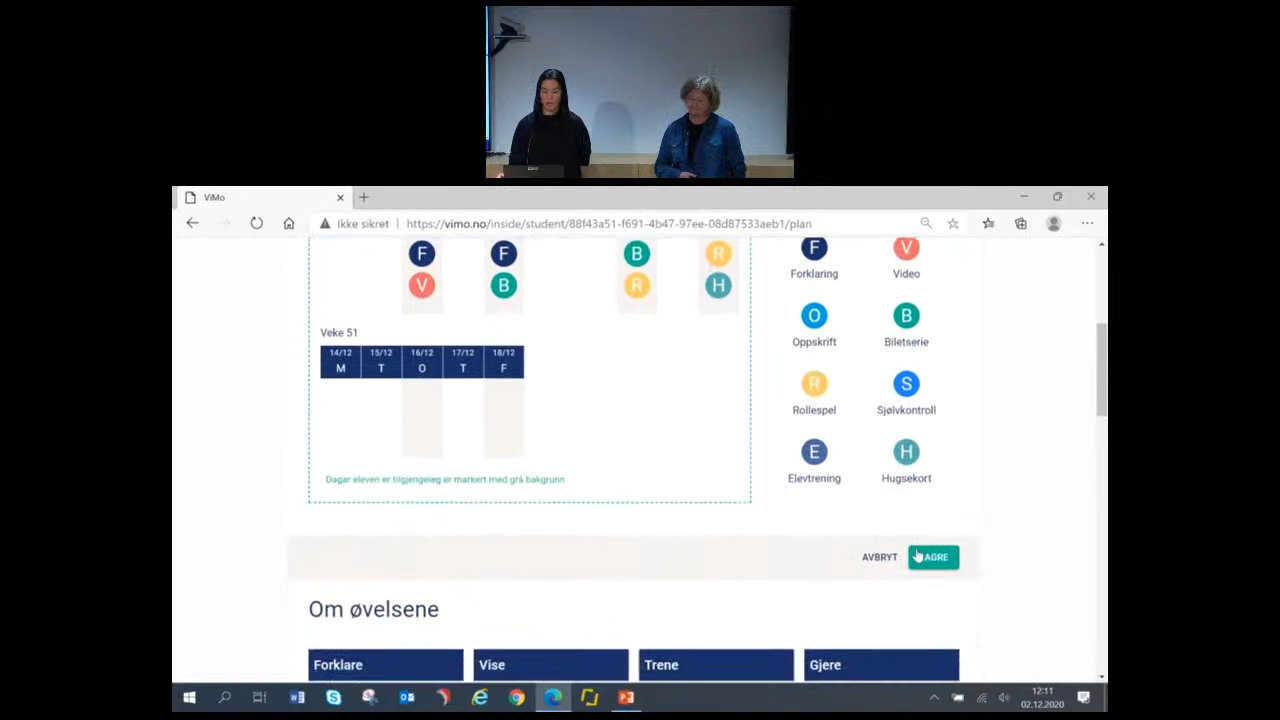 ViMo
Ikke sikret
https://vimo.no/inside/student/88f43a51-f691-4b47-97ee-08d87533aeb1/plan
F F B R F V
V B R H
Forklaring Video
Veke 51
14/12 15/12 16/12 17/12 18/12
M T O T F
O B
Oppskrift Biletserie
R S
Rollespel Sjølvkontroll
E H
Elevtrening Hugsekort
Dagar eleven er tilgjengeleg er markert med grå bakgrunn
AVBRYT AGRE
Om øvelsene
Forklare Vise Trene Gjere
12:11
02.12.2020